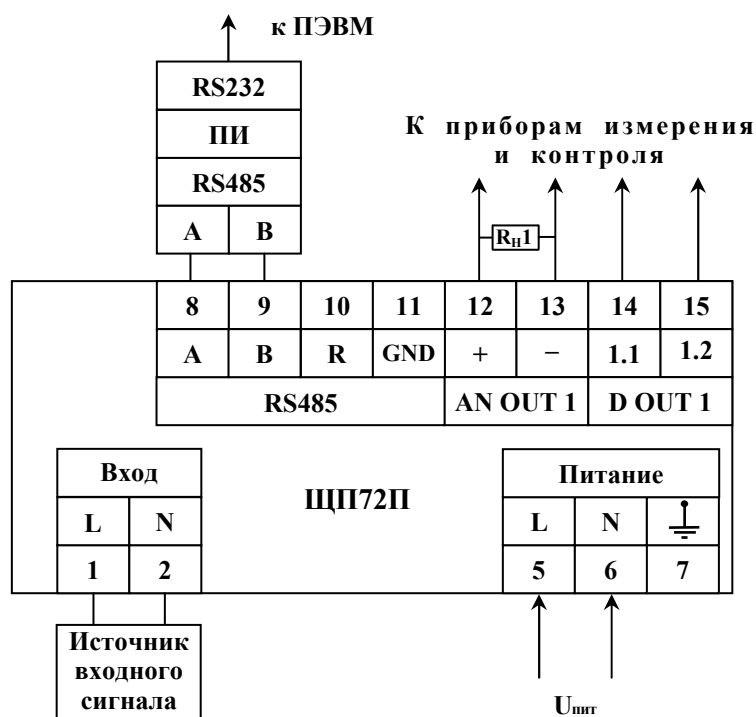 к ПЭВМ
RS232
ПИ
RS485
A B
К приборам измерения
и контроля
Rн1
8 9 10 11 12 13 14 15
A B R GND + − 1.1 1.2
RS485 AN OUT 1 D OUT 1
Вход
L N
1 2
ЩП72П
Питание
L N
5 6 7
Источник
входного
сигнала
Uпит